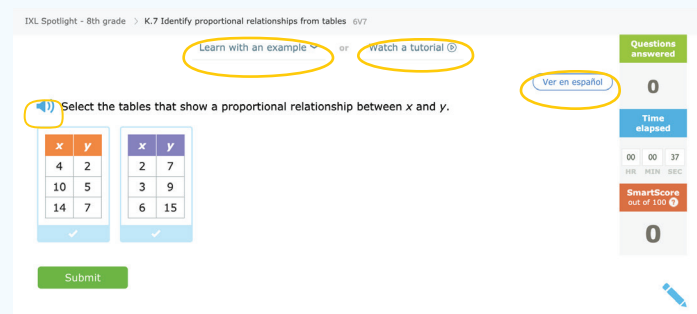 IXL Spotlight - 8th grade > K.7 Identify proportional relationships from tables 6V7
Learn with an example or Watch a tutorial
Ver en español
Select the tables that show a proportional relationship between x and y.
x y
4 2
10 5
14 7
x y
2 7
3 9
6 15
Submit
Questions
answered
0
Time
elapsed
00 00 37
HR MIN SEC
SmartScore
out of 100 ?
0